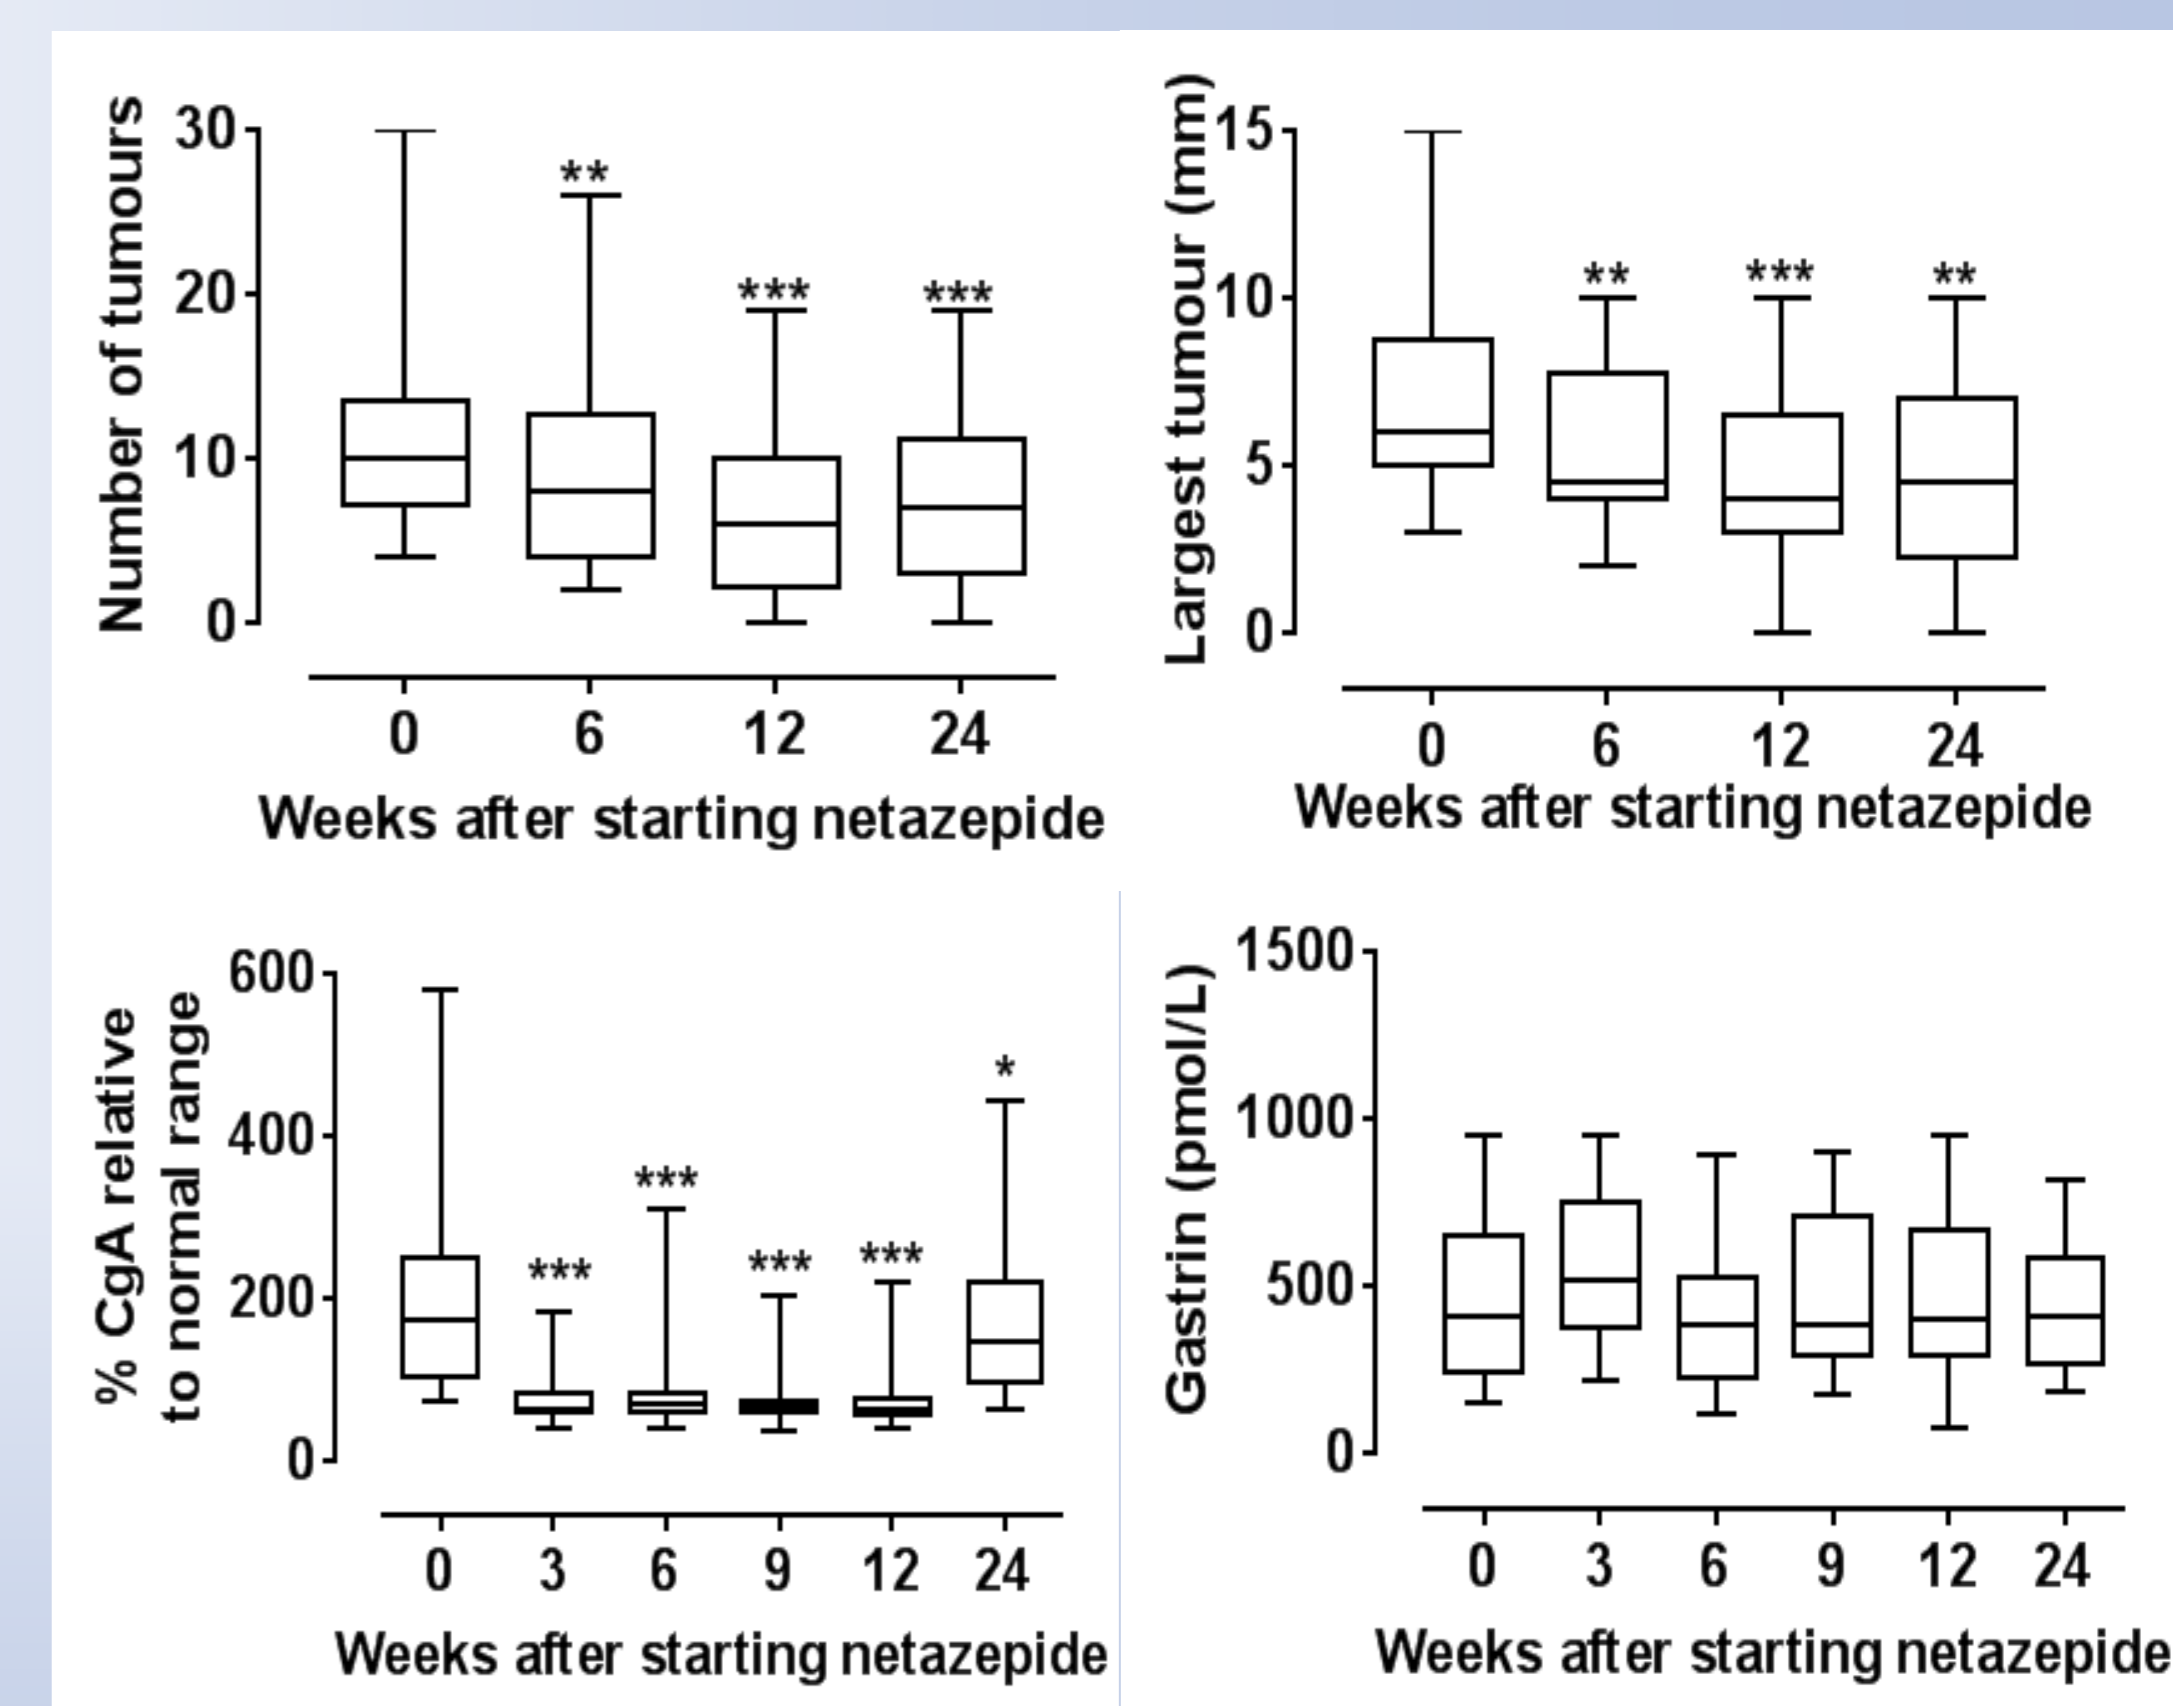 Number of tumours
30
20
10
0
**
***
***
0 6 12 24
Weeks after starting netazepide
Largest tumour (mm)
15
10
5
0
**
***
**
0 6 12 24
Weeks after starting netazepide
% CgA relative
to normal range
600
400
200
0
***
***
***
***
*
0 3 6 9 12 24
Weeks after starting netazepide
Gastrin (pmol/L)
1500
1000
500
0
0 3 6 9 12 24
Weeks after starting netazepide